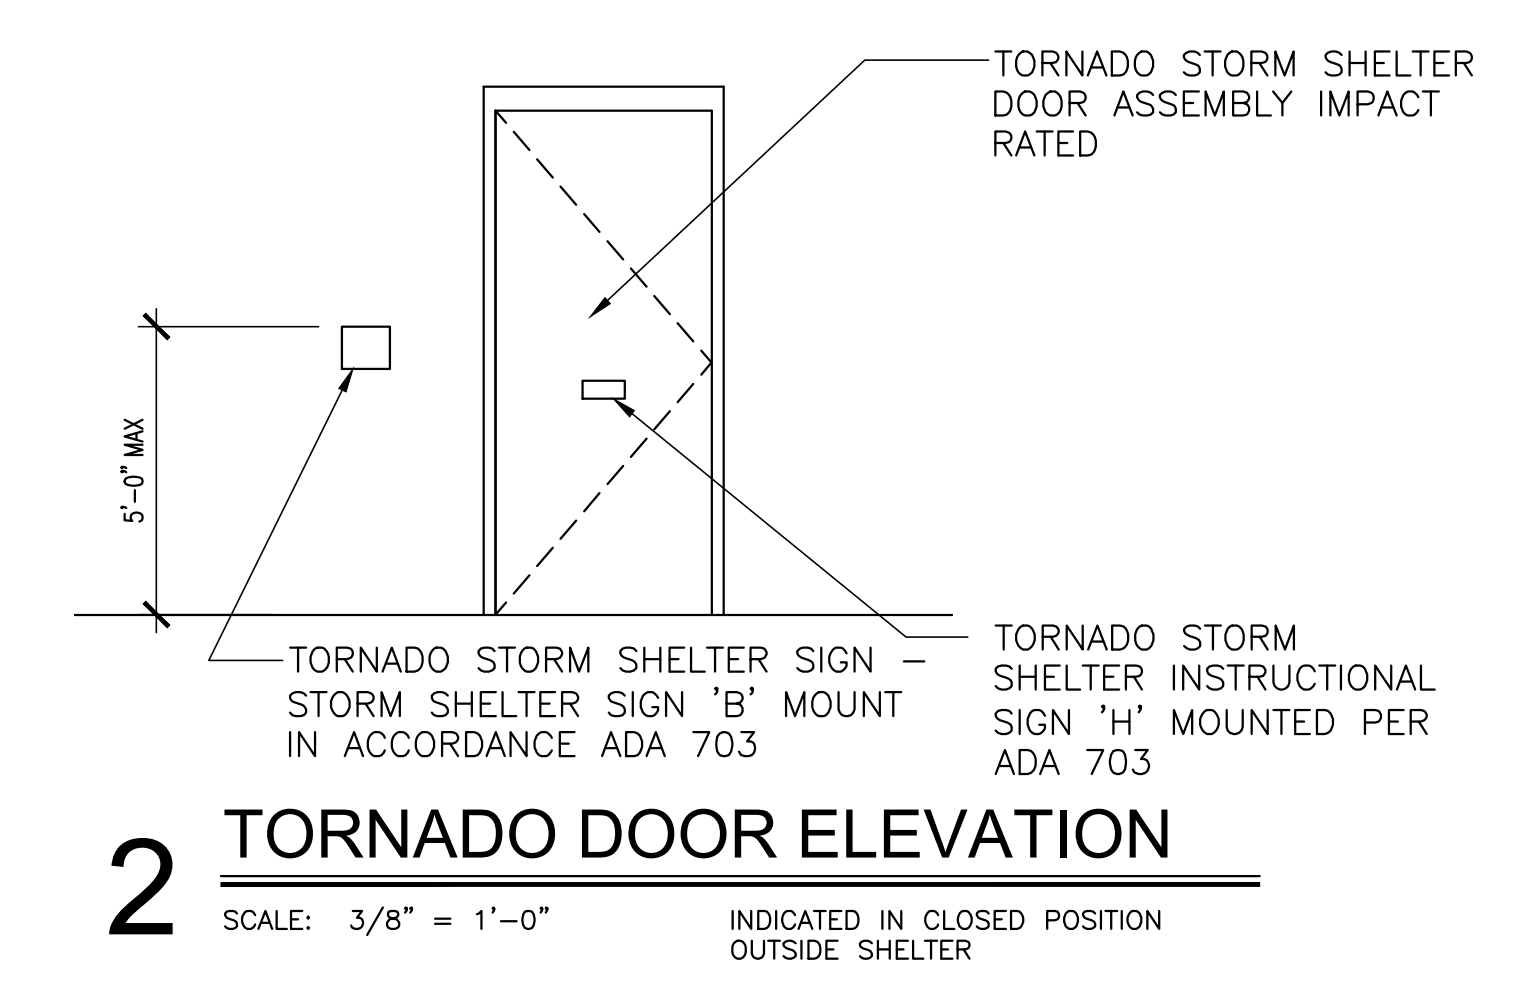 TORNADO STORM SHELTER
DOOR ASSEMBLY IMPACT
RATED
5'-0" MAX
TORNADO STORM SHELTER SIGN -
STORM SHELTER SIGN 'B' MOUNT
IN ACCORDANCE ADA 703
TORNADO STORM
SHELTER INSTRUCTIONAL
SIGN 'H' MOUNTED PER
ADA 703
2
TORNADO DOOR ELEVATION
SCALE: 3/8" = 1'-0"
INDICATED IN CLOSED POSITION
OUTSIDE SHELTER